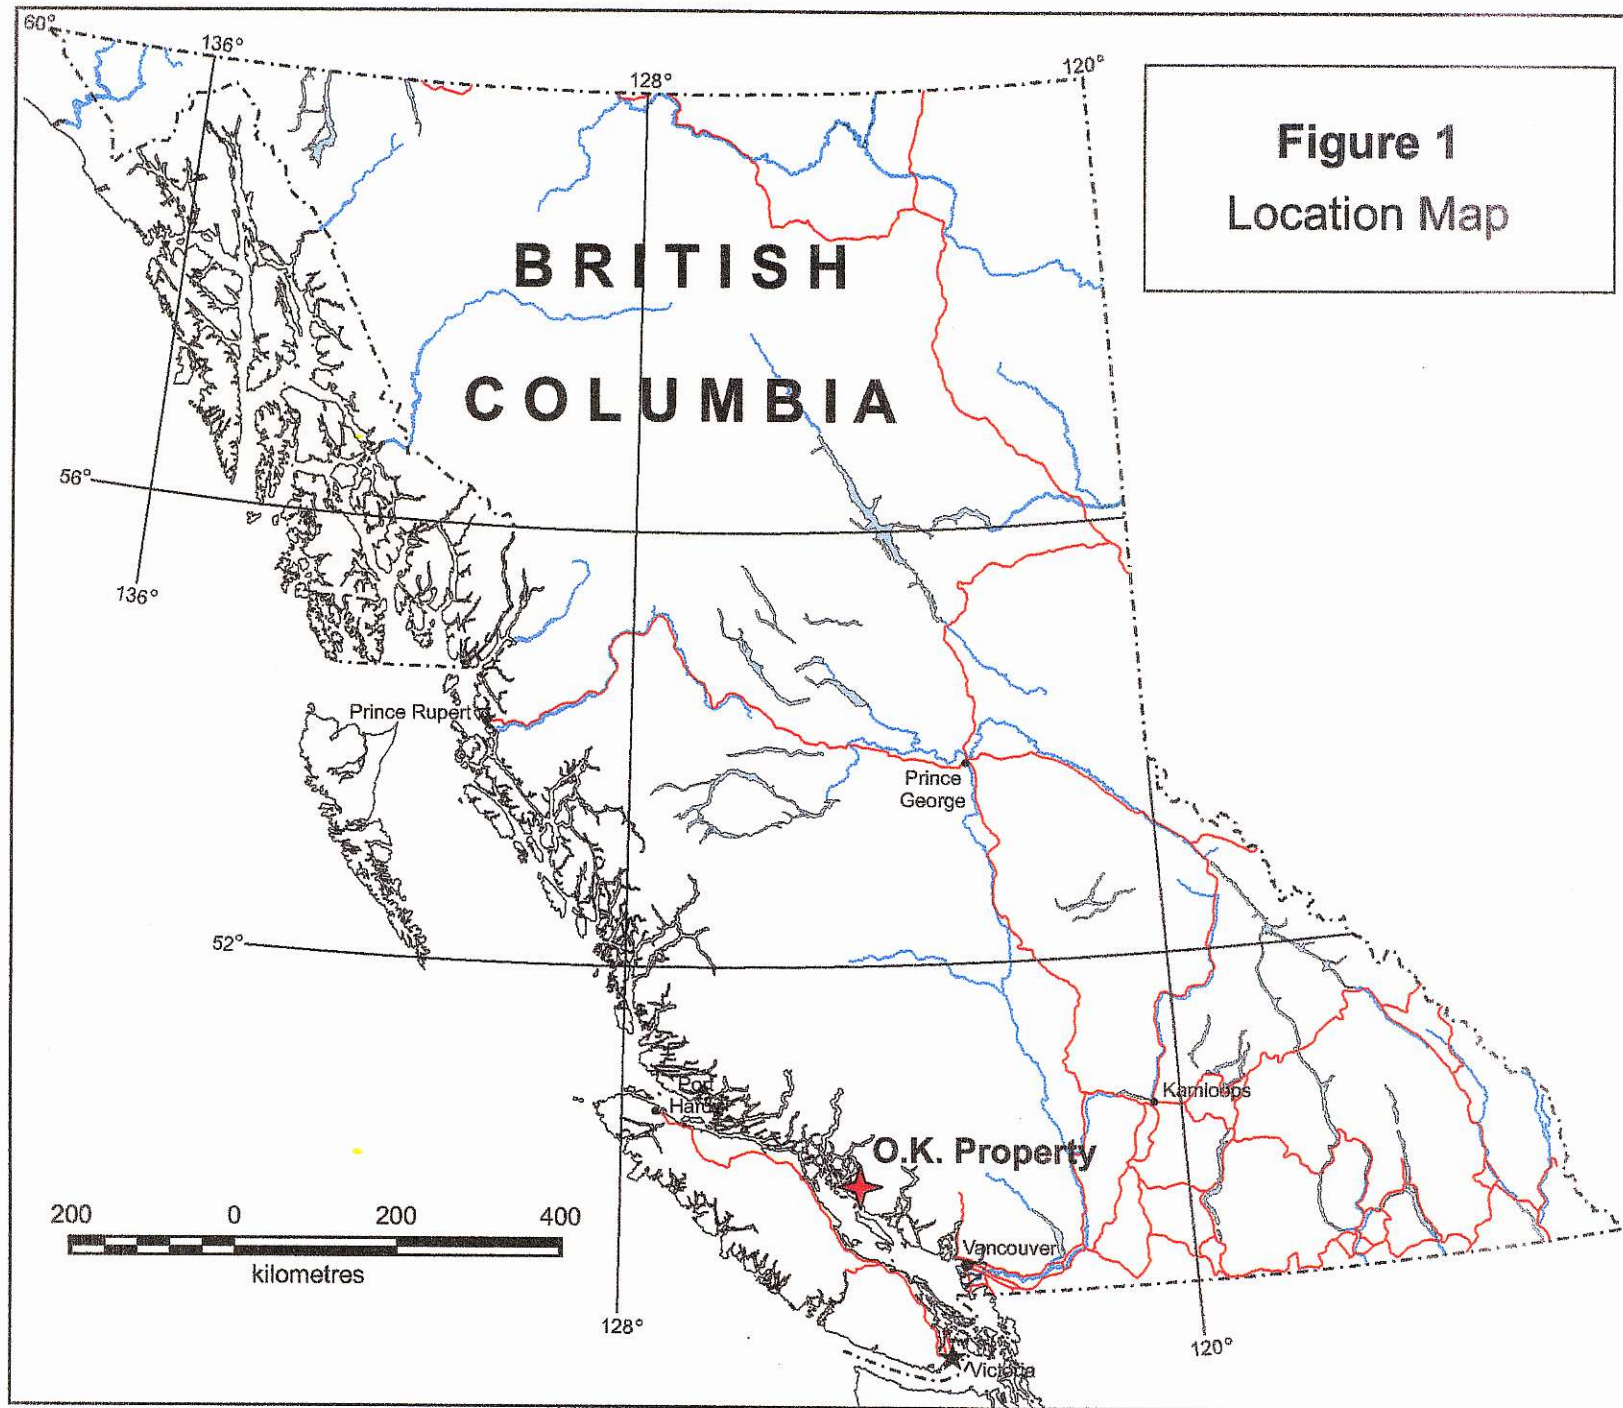 60°
136°
128°
120°
Figure 1
Location Map
BRITISH
COLUMBIA
56°
136°
Prince Rupert
Prince
George
52°
Port
Hardy
Kamloops
O.K. Property
200 0 200 400
kilometres
Vancouver
128°
120°
Victoria